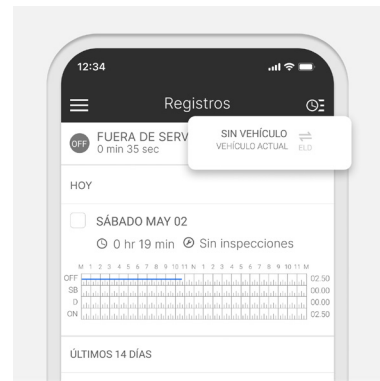 12:34
Registros
OFF FUERA DE SERV
0 min 35 sec
SIN VEHÍCULO
VEHÍCULO ACTUAL ELD
HOY
SÁBADO MAY 02
0 hr 19 min Sin inspecciones
M 1 2 3 4 5 6 7 8 9 10 11 N 1 2 3 4 5 6 7 8 9 10 11 M
OFF 02.50
SB 00.00
D 00.00
ON 02.50
ÚLTIMOS 14 DÍAS